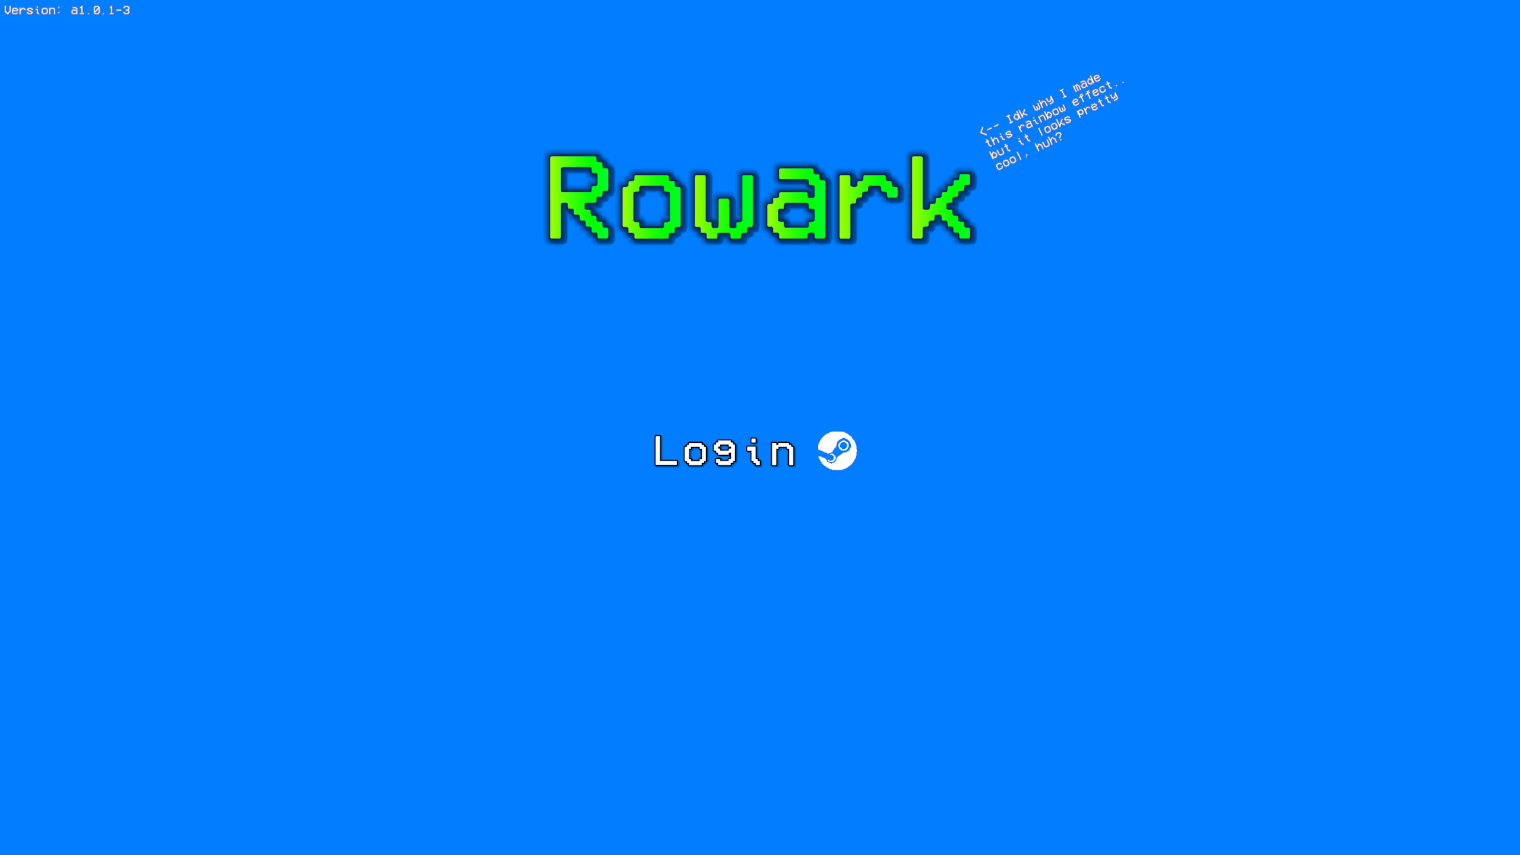 Version: a1.0.1-3
<-- Idk why I made
this rainbow effect..
but it looks pretty
cool, huh?
Rowark
Login